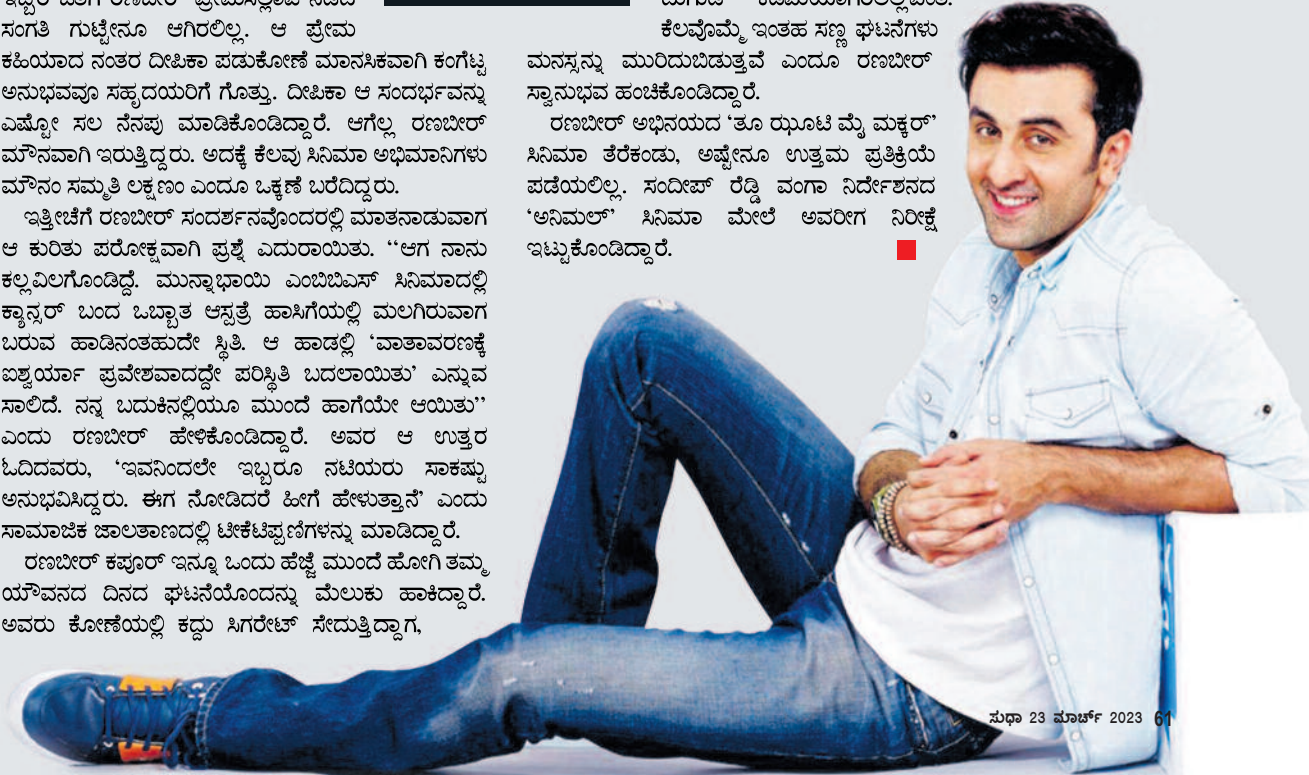 ಸಂಗತಿ ಗುಟ್ಟೇನೂ ಆಗಿರಲಿಲ್ಲ. ಆ ಪ್ರೇಮ
ಕಹಿಯಾದ ನಂತರ ದೀಪಿಕಾ ಪಡುಕೋಣೆ ಮಾನಸಿಕವಾಗಿ ಕಂಗೆಟ್ಟ
ಅನುಭವವೂ ಸಹೃದಯರಿಗೆ ಗೊತ್ತು. ದೀಪಿಕಾ ಆ ಸಂದರ್ಭವನ್ನು
ಎಷ್ಟೋ ಸಲ ನೆನಪು ಮಾಡಿಕೊಂಡಿದ್ದಾರೆ. ಆಗೆಲ್ಲ ರಣಬೀರ್
ಮೌನವಾಗಿ ಇರುತ್ತಿದ್ದರು. ಅದಕ್ಕೆ ಕೆಲವು ಸಿನಿಮಾ ಅಭಿಮಾನಿಗಳು
ಮೌನಂ ಸಮ್ಮತಿ ಲಕ್ಷಣಂ ಎಂದೂ ಒಕ್ಕಣೆ ಬರೆದಿದ್ದರು.
ಇತ್ತೀಚೆಗೆ ರಣಬೀರ್ ಸಂದರ್ಶನವೊಂದರಲ್ಲಿ ಮಾತನಾಡುವಾಗ
ಆ ಕುರಿತು ಪರೋಕ್ಷವಾಗಿ ಪ್ರಶ್ನೆ ಎದುರಾಯಿತು. “ಆಗ ನಾನು
ಕಲ್ಲವಿಲಗೊಂಡಿದ್ದೆ. ಮುನ್ನಾಭಾಯಿ ಎಂಬಿಬಿಎಸ್ ಸಿನಿಮಾದಲ್ಲಿ
ಕ್ಯಾನ್ಸರ್ ಬಂದ ಒಬ್ಬಾತ ಆಸ್ಪತ್ರೆ ಹಾಸಿಗೆಯಲ್ಲಿ ಮಲಗಿರುವಾಗ
ಬರುವ ಹಾಡಿನಂತಹುದೇ ಸ್ಥಿತಿ. ಆ ಹಾಡಲ್ಲಿ ‘ವಾತಾವರಣಕ್ಕೆ
ಐಶ್ವರ್ಯಾ ಪ್ರವೇಶವಾದದ್ದೇ ಪರಿಸ್ಥಿತಿ ಬದಲಾಯಿತು’ ಎನ್ನುವ
ಸಾಲಿದೆ. ನನ್ನ ಬದುಕಿನಲ್ಲಿಯೂ ಮುಂದೆ ಹಾಗೆಯೇ ಆಯಿತು”
ಎಂದು ರಣಬೀರ್ ಹೇಳಿಕೊಂಡಿದ್ದಾರೆ. ಅವರ ಆ ಉತ್ತರ
ಓದಿದವರು, ‘ಇವನಿಂದಲೇ ಇಬ್ಬರೂ ನಟಿಯರು ಸಾಕಷ್ಟು
ಅನುಭವಿಸಿದ್ದರು. ಈಗ ನೋಡಿದರೆ ಹೀಗೆ ಹೇಳುತ್ತಾನೆ’ ಎಂದು
ಸಾಮಾಜಿಕ ಜಾಲತಾಣದಲ್ಲಿ ಟೀಕೆಟಿಪ್ಪಣಿಗಳನ್ನು ಮಾಡಿದ್ದಾರೆ.
ರಣಬೀರ್ ಕಪೂರ್ ಇನ್ನೂ ಒಂದು ಹೆಜ್ಜೆ ಮುಂದೆ ಹೋಗಿ ತಮ್ಮ
ಯೌವನದ ದಿನದ ಘಟನೆಯೊಂದನ್ನು ಮೆಲುಕು ಹಾಕಿದ್ದಾರೆ.
ಅವರು ಕೋಣೆಯಲ್ಲಿ ಕದ್ದು ಸಿಗರೇಟ್ ಸೇದುತ್ತಿದ್ದಾಗ,
ಕೆಲವೊಮ್ಮೆ ಇಂತಹ ಸಣ್ಣ ಘಟನೆಗಳು
ಮನಸ್ಸನ್ನು ಮುರಿದುಬಿಡುತ್ತವೆ ಎಂದೂ ರಣಬೀರ್
ಸ್ವಾನುಭವ ಹಂಚಿಕೊಂಡಿದ್ದಾರೆ.
ರಣಬೀರ್ ಅಭಿನಯದ ‘ತೂ ಝೂಟಿ ಮೈ ಮಕ್ಕರ್’
ಸಿನಿಮಾ ತೆರೆಕಂಡು, ಅಷ್ಟೇನೂ ಉತ್ತಮ ಪ್ರತಿಕ್ರಿಯೆ
ಪಡೆಯಲಿಲ್ಲ. ಸಂದೀಪ್ ರೆಡ್ಡಿ ವಂಗಾ ನಿರ್ದೇಶನದ
‘ಅನಿಮಲ್’ ಸಿನಿಮಾ ಮೇಲೆ ಅವರೀಗ ನಿರೀಕ್ಷೆ
ಇಟ್ಟುಕೊಂಡಿದ್ದಾರೆ.
ಸುಧಾ 23 ಮಾರ್ಚ್ 2023 61